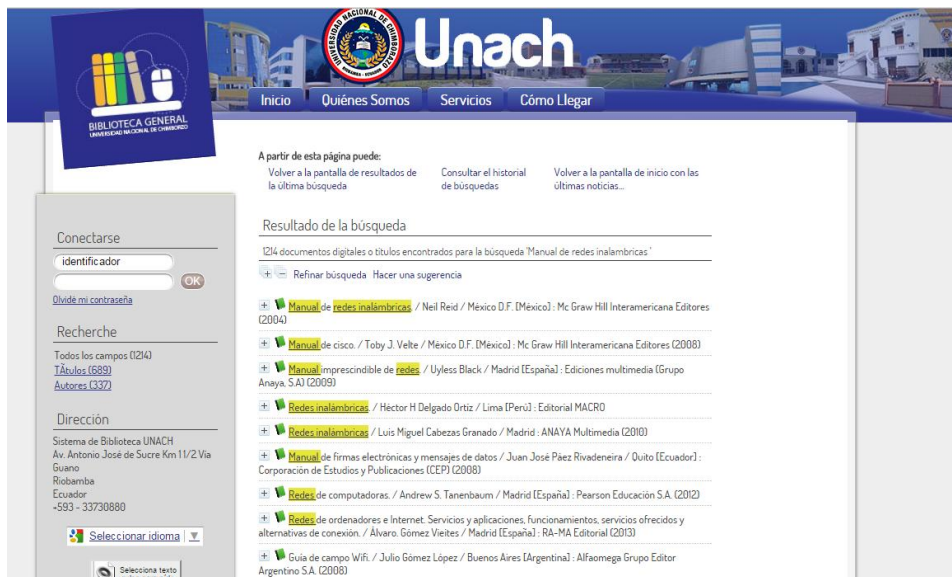 UNIVERSIDAD NACIONAL DE CHIMBORAZO
RIOBAMBA - ECUADOR
Unach
Inicio Quiénes Somos Servicios Cómo Llegar
BIBLIOTECA GENERAL
UNIVERSIDAD NACIONAL DE CHIMBORZO
A partir de esta página puede:
Volver a la pantalla de resultados de la última búsqueda
Consultar el historial de búsquedas
Volver a la pantalla de inicio con las últimas noticias...
Conectarse
identificador
OK
Olvidé mi contraseña
Recherche
Todos los campos (1214)
TÃtulos (689)
Autores (337)
Dirección
Sistema de Biblioteca UNACH
Av. Antonio José de Sucre Km 1 1/2 Via
Guano
Riobamba
Ecuador
+593 - 33730880
Seleccionar idioma
Selecciona texto
Resultado de la búsqueda
1214 documentos digitales o títulos encontrados para la búsqueda 'Manual de redes inalambricas '
Refinar búsqueda Hacer una sugerencia
Manual de redes inalámbricas. / Neil Reid / México D.F. [México] : Mc Graw Hill Interamericana Editores
(2004)
Manual de cisco. / Toby J. Velte / México D.F. [México] : Mc Graw Hill Interamericana Editores (2008)
Manual imprescindible de redes. / Uyless Black / Madrid [España] : Ediciones multimedia (Grupo
Anaya, S.A) (2009)
Redes inalámbricas. / Héctor H Delgado Ortiz / Lima [Perú] : Editorial MACRO
Redes inalámbricas / Luis Miguel Cabezas Granado / Madrid : ANAYA Multimedia (2010)
Manual de firmas electrónicas y mensajes de datos / Juan José Páez Rivadeneira / Quito [Ecuador] :
Corporación de Estudios y Publicaciones (CEP) (2008)
Redes de computadoras. / Andrew S. Tanenbaum / Madrid [España] : Pearson Educación S.A. (2012)
Redes de ordenadores e Internet. Servicios y aplicaciones, funcionamientos, servicios ofrecidos y
alternativas de conexión. / Álvaro. Gómez Vieites / Madrid [España] : RA-MA Editorial (2013)
Guía de campo Wifi. / Julio Gómez López / Buenos Aires [Argentina] : Alfaomega Grupo Editor
Argentino S.A. (2008)